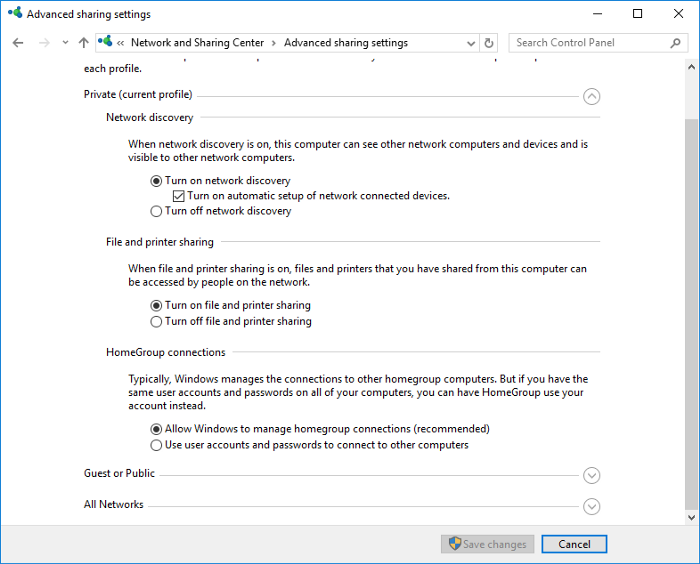 Advanced sharing settings
« Network and Sharing Center > Advanced sharing settings
Search Control Panel
each profile.
Private (current profile)
Network discovery
When network discovery is on, this computer can see other network computers and devices and is
visible to other network computers.
Turn on network discovery
Turn on automatic setup of network connected devices.
Turn off network discovery
File and printer sharing
When file and printer sharing is on, files and printers that you have shared from this computer can
be accessed by people on the network.
Turn on file and printer sharing
Turn off file and printer sharing
HomeGroup connections
Typically, Windows manages the connections to other homegroup computers. But if you have the
same user accounts and passwords on all of your computers, you can have HomeGroup use your
account instead.
Allow Windows to manage homegroup connections (recommended)
Use user accounts and passwords to connect to other computers
Guest or Public
All Networks
Save changes
Cancel